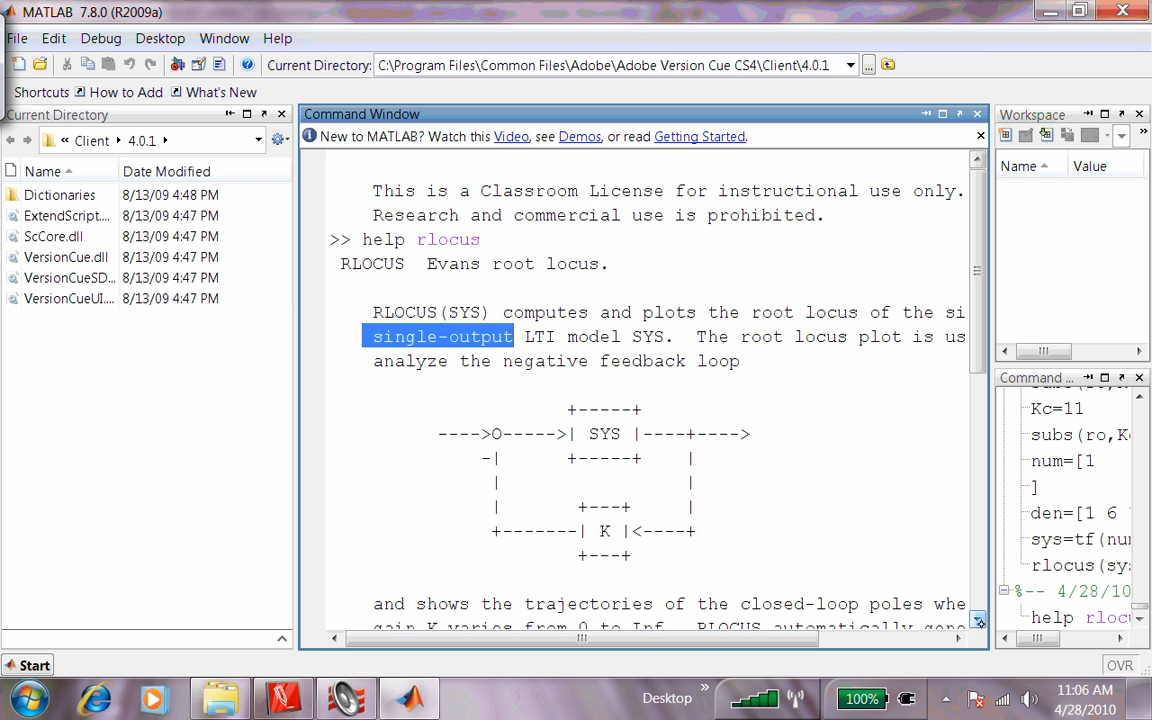 MATLAB 7.8.0 (R2009a)
File Edit Debug Desktop Window Help
Current Directory: C:\Program Files\Common Files\Adobe\Adobe Version Cue CS4\Client\4.0.1
Shortcuts How to Add What's New
Current Directory
« Client 4.0.1
Name Date Modified
Dictionaries 8/13/09 4:48 PM
ExtendScript.... 8/13/09 4:47 PM
ScCore.dll 8/13/09 4:47 PM
VersionCue.dll 8/13/09 4:47 PM
VersionCueSD... 8/13/09 4:47 PM
VersionCueUI.... 8/13/09 4:47 PM
Command Window
New to MATLAB? Watch this Video, see Demos, or read Getting Started.
This is a Classroom License for instructional use only.
Research and commercial use is prohibited.
>> help rlocus
RLOCUS  Evans root locus.
RLOCUS(SYS) computes and plots the root locus of the si
single-output LTI model SYS.  The root locus plot is us
analyze the negative feedback loop
+-----+
---->O----->| SYS |----+---->
-|      +-----+    |
|                 |
|       +---+     |
+-------| K |<----+
+---+
and shows the trajectories of the closed-loop poles whe
gain K varies from 0 to Inf.  RLOCUS automatically gene
Workspace
Name Value
Command ...
Kc=11
subs(ro,K
num=[1
]
den=[1 6
sys=tf(nu
rlocus(sy
%-- 4/28/10
help rloc
Start
OVR
Desktop
100%
11:06 AM
4/28/2010